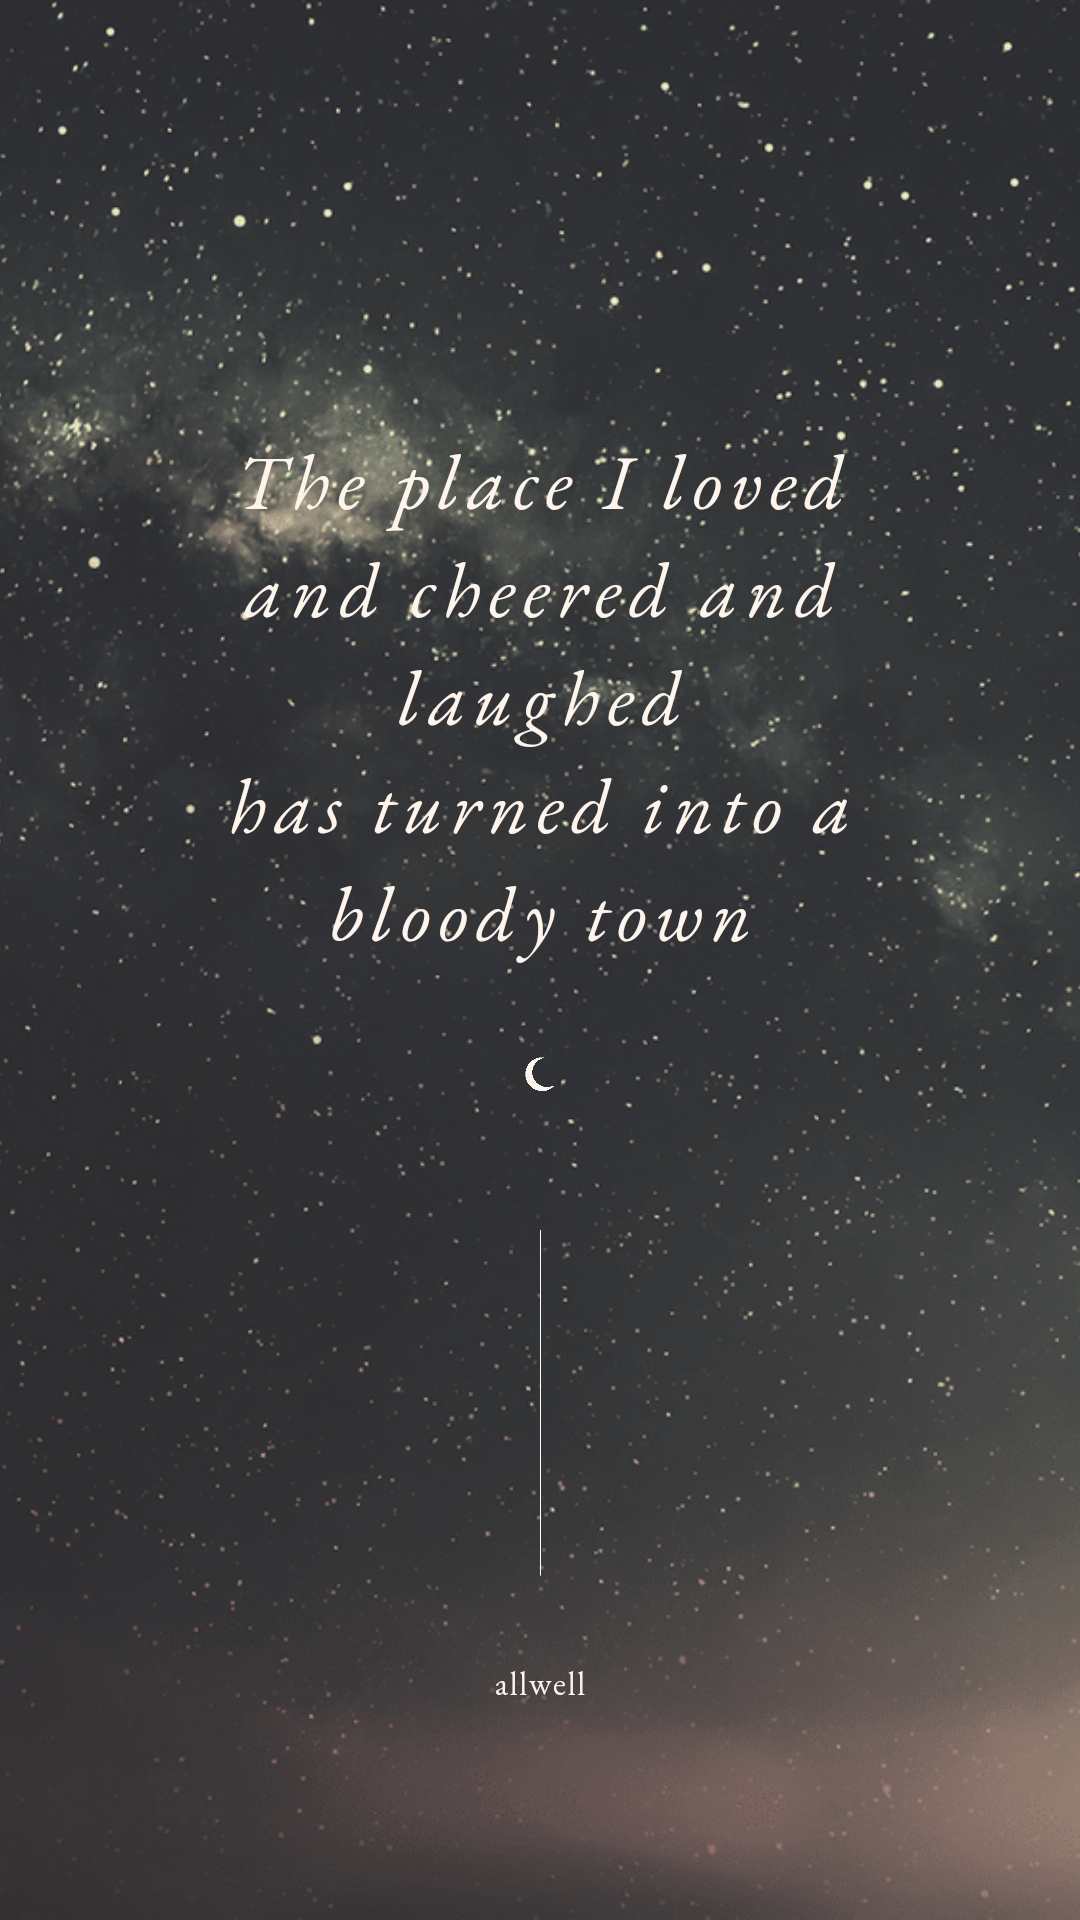 The place I loved
and cheered and
laughed
has turned into a
bloody town
allwell